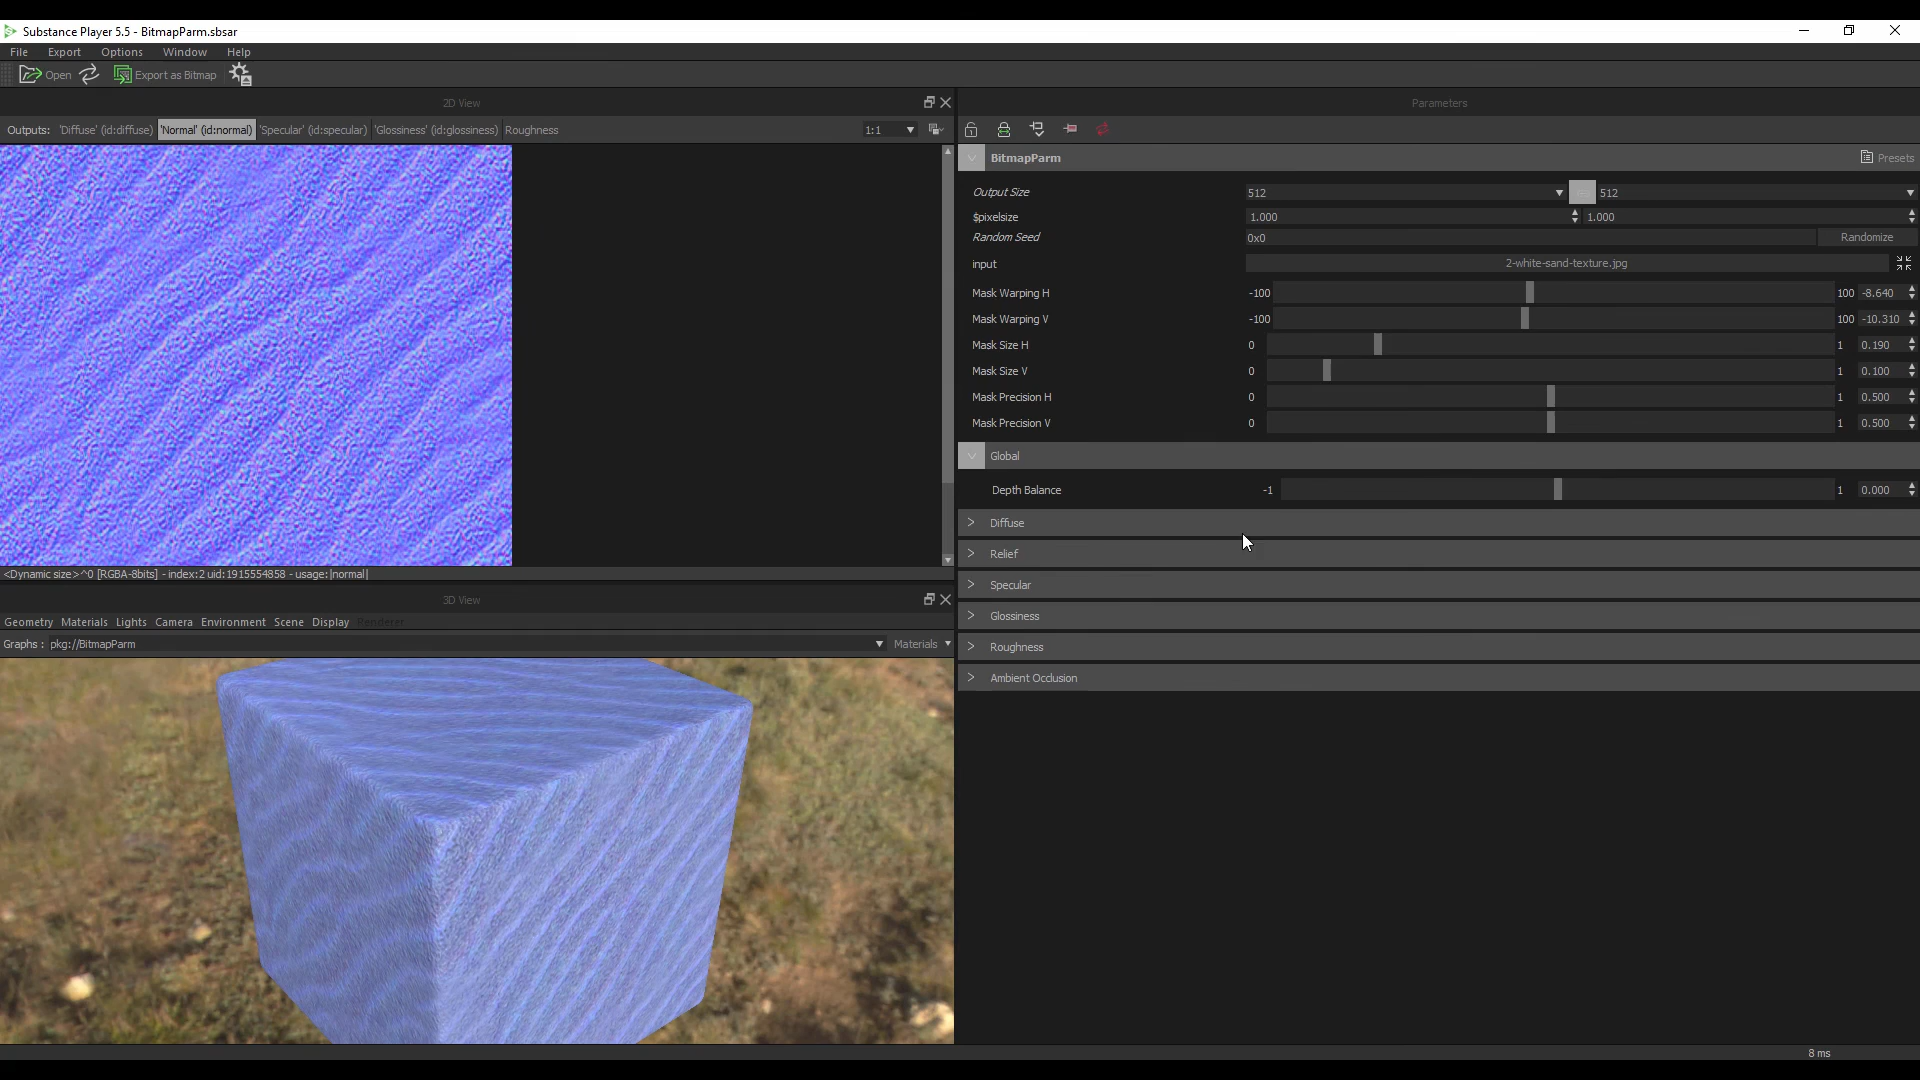 Substance Player 5.5 - BitmapParm.sbsar
File Export Options Window Help
Open Export as Bitmap
2D View
Outputs: 'Diffuse' (id:diffuse) 'Normal' (id:normal) 'Specular' (id:specular) 'Glossiness' (id:glossiness) Roughness 1:1
<Dynamic size>^0 [RGBA-8bits] - index:2 uid:1915554858 - usage:|normal|
3D View
Geometry Materials Lights Camera Environment Scene Display Renderer
Graphs : pkg://BitmapParm Materials
Parameters
BitmapParm Presets
Output Size 512 512
$pixelsize 1.000 1.000
Random Seed 0x0 Randomize
input 2-white-sand-texture.jpg
Mask Warping H -100 100 -8.640
Mask Warping V -100 100 -10.310
Mask Size H 0 1 0.190
Mask Size V 0 1 0.100
Mask Precision H 0 1 0.500
Mask Precision V 0 1 0.500
Global
Depth Balance -1 1 0.000
Diffuse
Relief
Specular
Glossiness
Roughness
Ambient Occlusion
8 ms